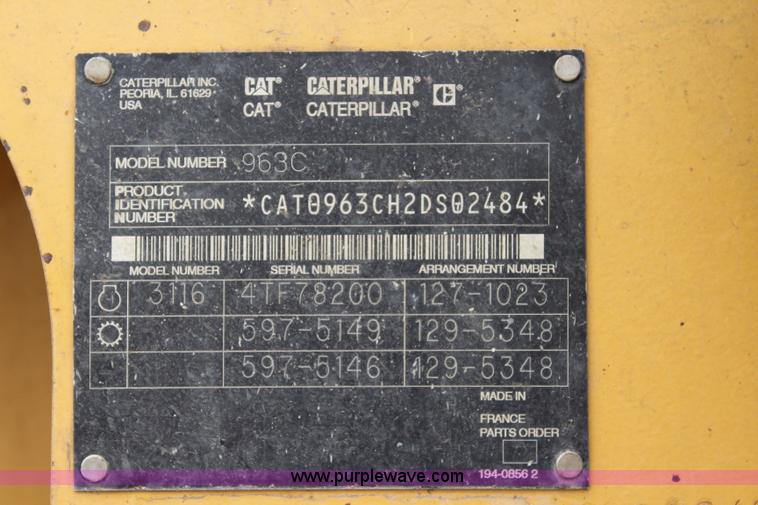 CATERPILLAR INC.
PEORIA, IL. 61629
USA
CAT® CATERPILLAR® C®
CAT® CATERPILLAR®
MODEL NUMBER 963C
PRODUCT
IDENTIFICATION
NUMBER
*CAT0963CH2DS02484*
MODEL NUMBER SERIAL NUMBER ARRANGEMENT NUMBER
3116 4TF78200 127-1023
597-5149 129-5348
597-5146 129-5348
MADE IN
FRANCE
PARTS ORDER
194-0856 2
www.purplewave.com